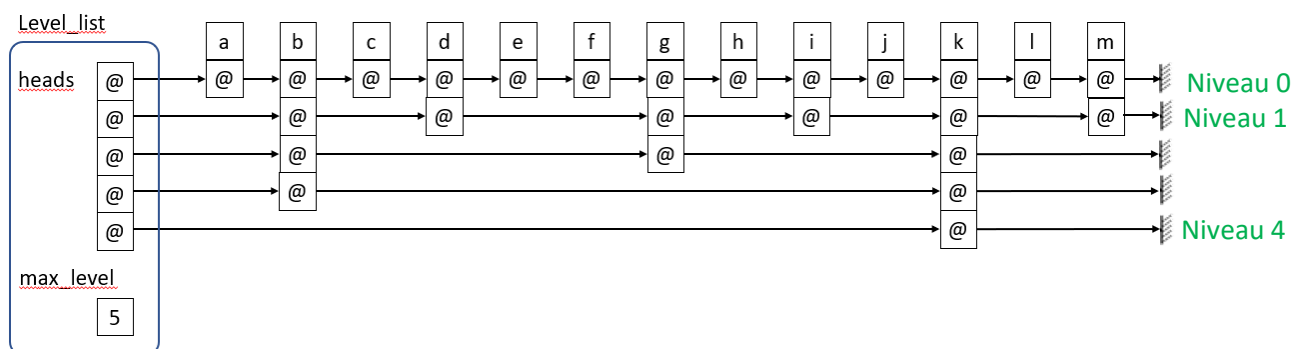 Level_list
a b c d e f g h i j k l m
heads @ @ @ @ @ @ @ @ @ @ @ @ @ @ Niveau 0
@ @ @ @ @ @ @ Niveau 1
@ @ @ @
@ @ @
@ @ Niveau 4
max_level
5